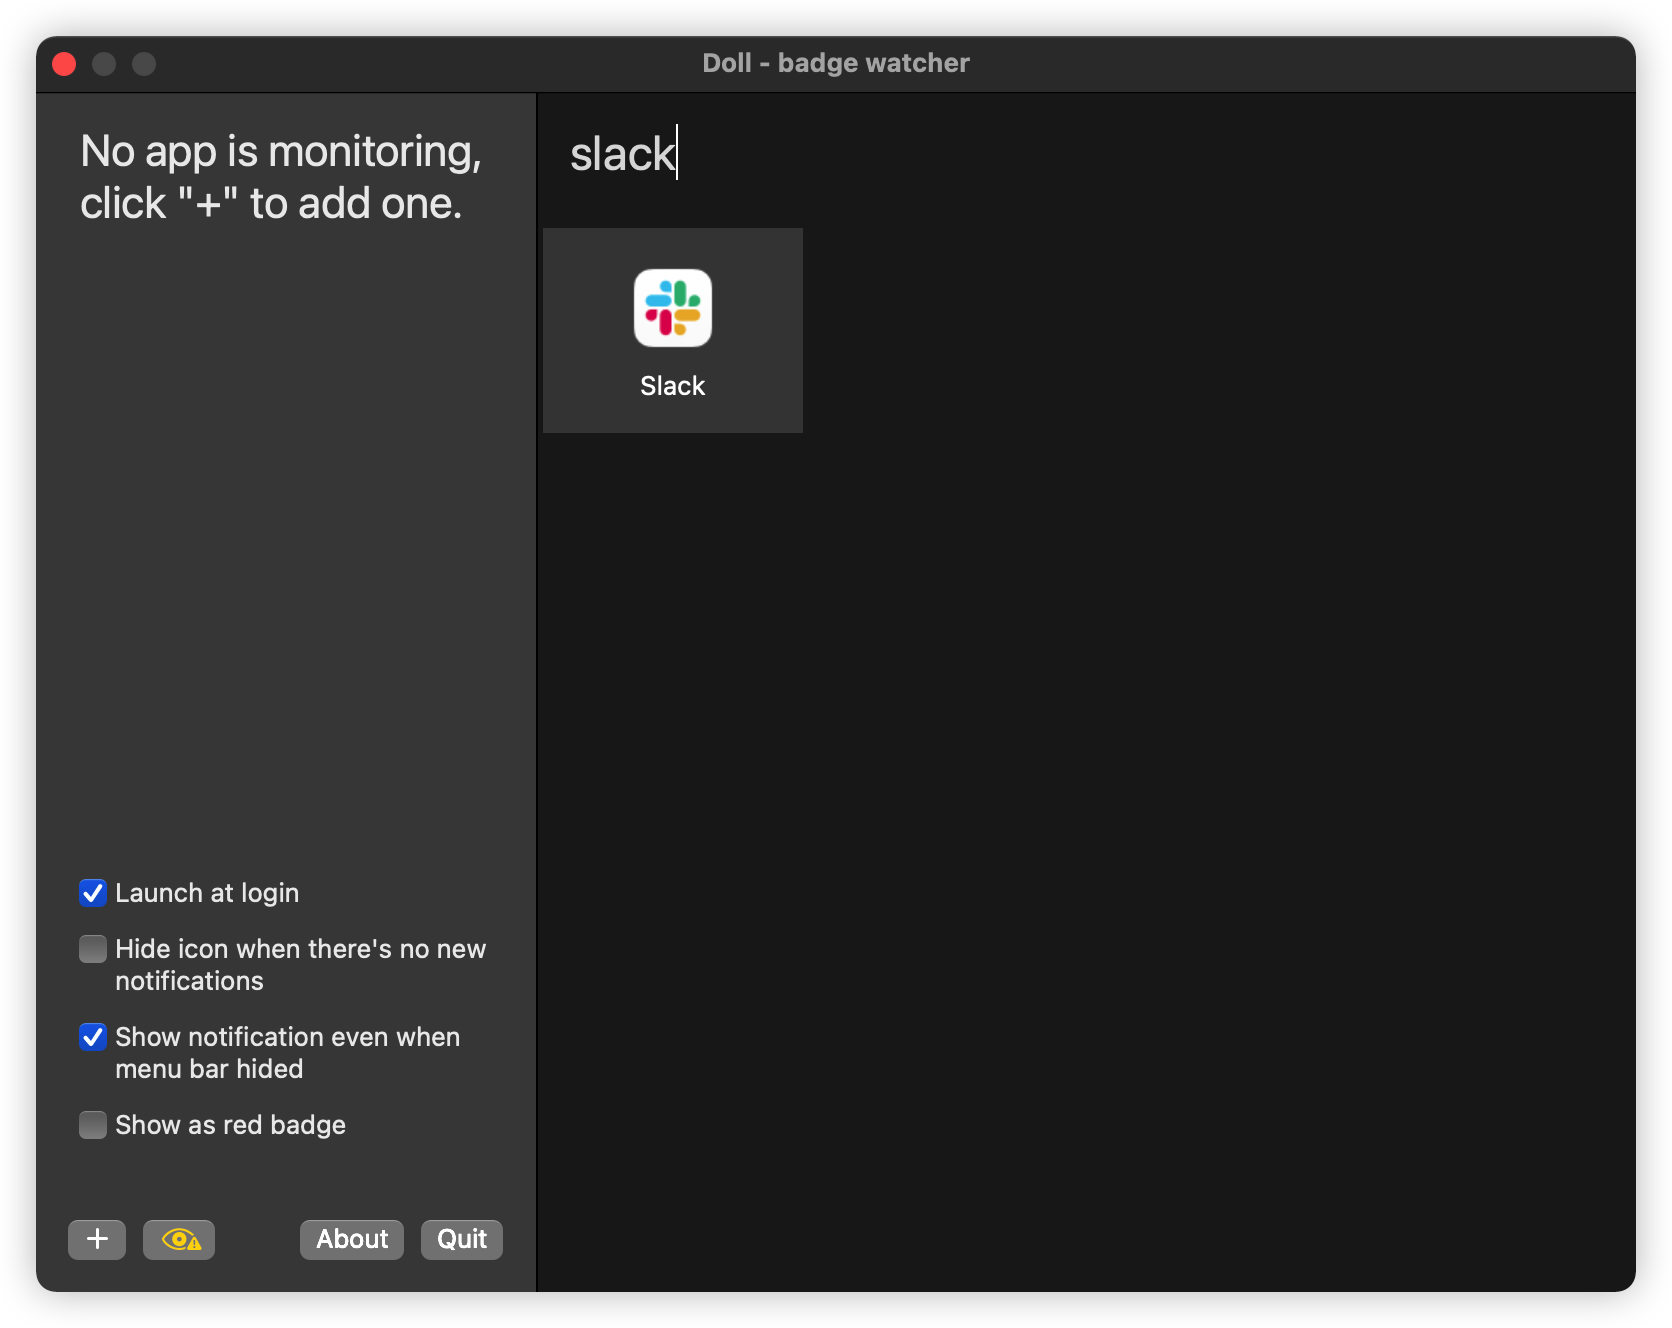 Doll - badge watcher
No app is monitoring,
click "+" to add one.
slack
Slack
Launch at login
Hide icon when there's no new
notifications
Show notification even when
menu bar hided
Show as red badge
+
About
Quit